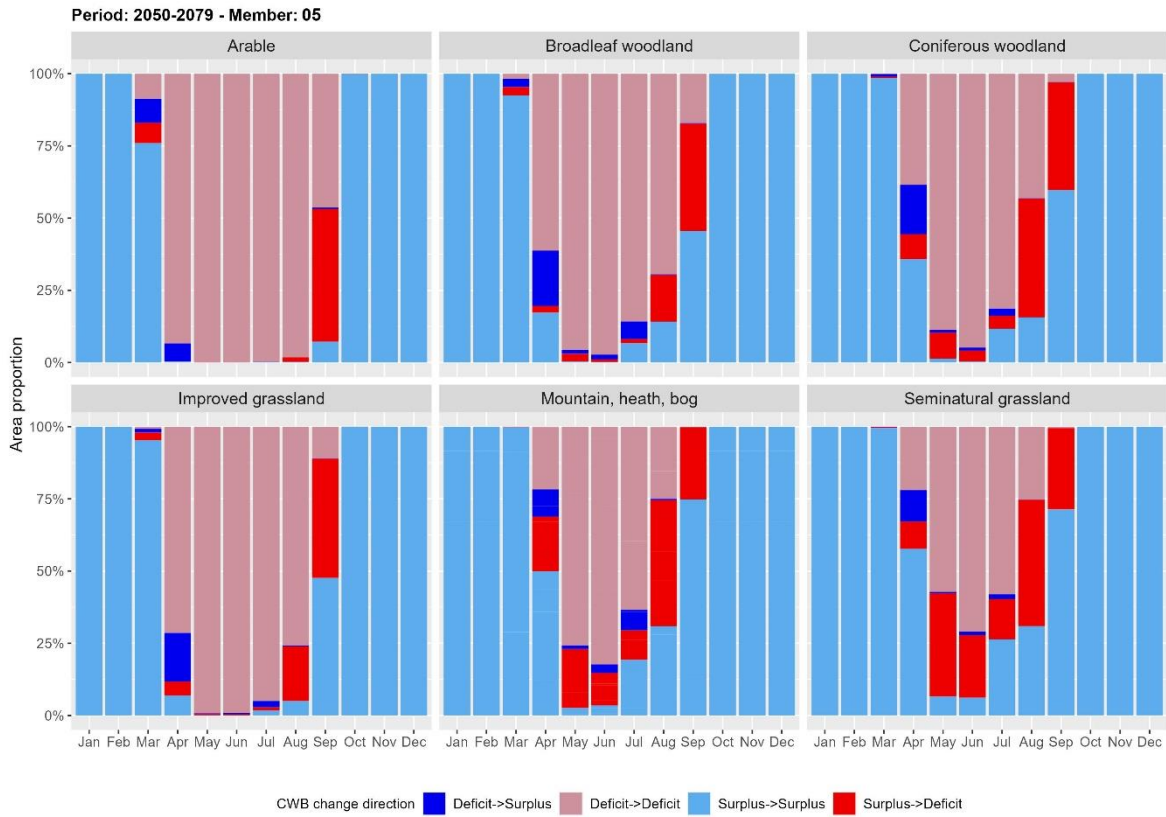 Period: 2050-2079 - Member: 05
Arable Broadleaf woodland Coniferous woodland
100%
75%
50%
25%
0%
Improved grassland Mountain, heath, bog Seminatural grassland
100%
75%
50%
25%
0%
Area proportion
Jan Feb Mar Apr May Jun Jul Aug Sep Oct Nov Dec Jan Feb Mar Apr May Jun Jul Aug Sep Oct Nov Dec Jan Feb Mar Apr May Jun Jul Aug Sep Oct Nov Dec
CWB change direction Deficit->Surplus Deficit->Deficit Surplus->Surplus Surplus->Deficit